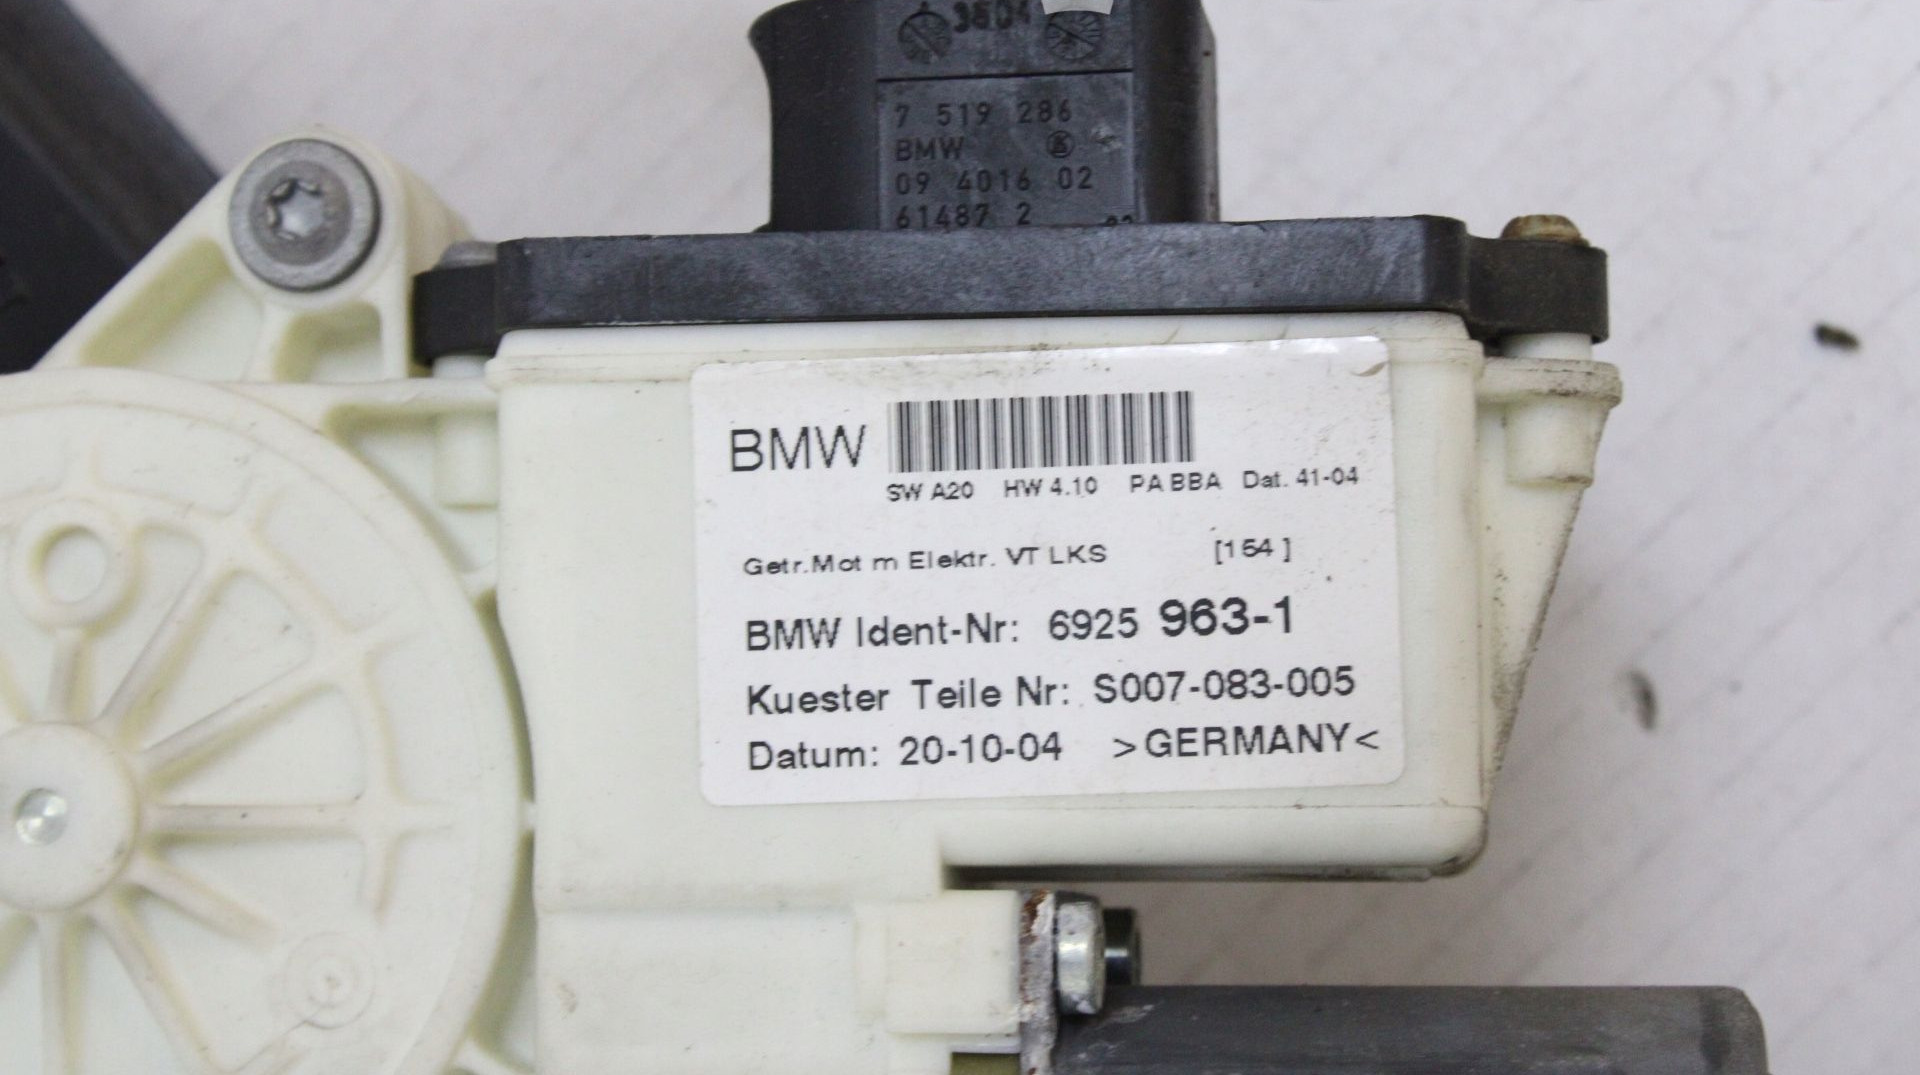 3604
7 519 286
BMW
09 4016 02
61487 2
BMW
SW A20 HW 4.10 PA BBA Dat. 41-04
Getr.Mot m Elektr. VT LKS [164]
BMW Ident-Nr: 6925 963-1
Kuester Teile Nr: S007-083-005
Datum: 20-10-04 >GERMANY<